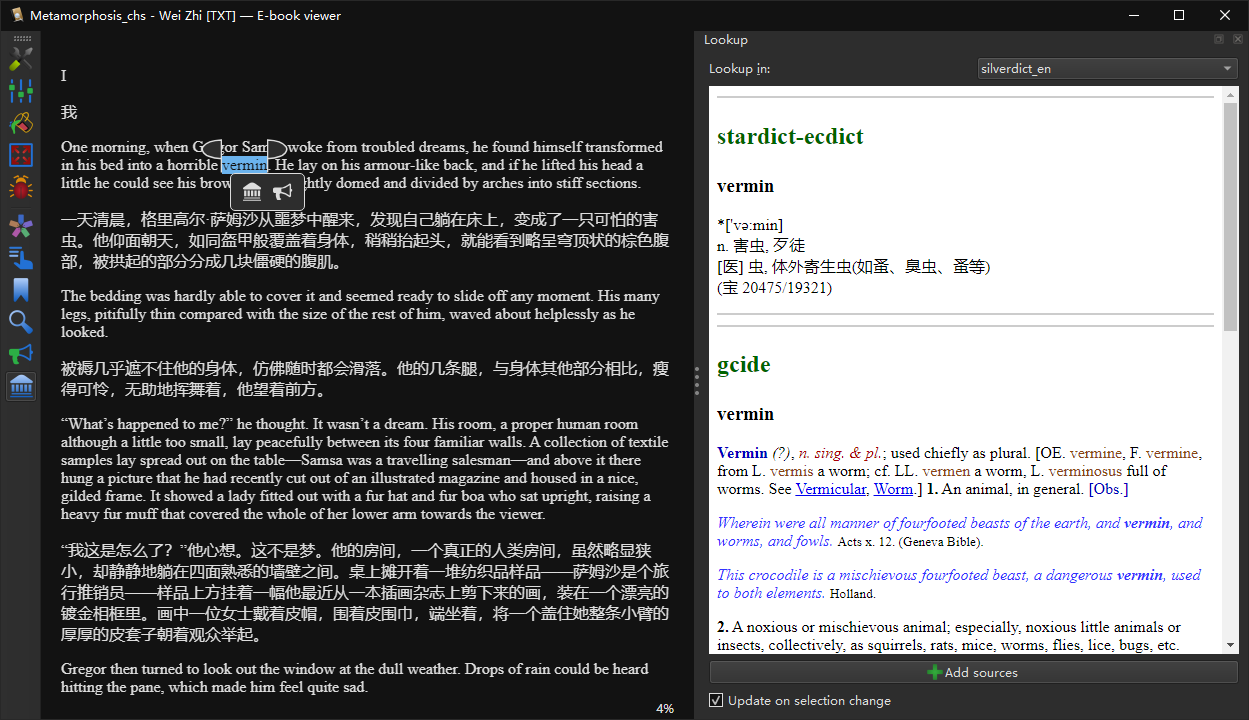 Metamorphosis_chs - Wei Zhi [TXT] — E-book viewer
I
我
One morning, when G gor Sam woke from troubled dreams, he found himself transformed
in his bed into a horrible vermin. He lay on his armour-like back, and if he lifted his head a
little he could see his brow ghtly domed and divided by arches into stiff sections.
一天清晨，格里高尔·萨姆沙从噩梦中醒来，发现自己躺在床上，变成了一只可怕的害
虫。他仰面朝天，如同盔甲般覆盖着身体，稍稍抬起头，就能看到略呈穹顶状的棕色腹
部，被拱起的部分分成几块僵硬的腹肌。
The bedding was hardly able to cover it and seemed ready to slide off any moment. His many
legs, pitifully thin compared with the size of the rest of him, waved about helplessly as he
looked.
被褥几乎遮不住他的身体，仿佛随时都会滑落。他的几条腿，与身体其他部分相比，瘦
得可怜，无助地挥舞着，他望着前方。
“What’s happened to me?” he thought. It wasn’t a dream. His room, a proper human room
although a little too small, lay peacefully between its four familiar walls. A collection of textile
samples lay spread out on the table—Samsa was a travelling salesman—and above it there
hung a picture that he had recently cut out of an illustrated magazine and housed in a nice,
gilded frame. It showed a lady fitted out with a fur hat and fur boa who sat upright, raising a
heavy fur muff that covered the whole of her lower arm towards the viewer.
“我这是怎么了？”他心想。这不是梦。他的房间，一个真正的人类房间，虽然略显狭
小，却静静地躺在四面熟悉的墙壁之间。桌上摊开着一堆纺织品样品——萨姆沙是个旅
行推销员——样品上方挂着一幅他最近从一本插画杂志上剪下来的画，装在一个漂亮的
镀金相框里。画中一位女士戴着皮帽，围着皮围巾，端坐着，将一个盖住她整条小臂的
厚厚的皮套子朝着观众举起。
Gregor then turned to look out the window at the dull weather. Drops of rain could be heard
hitting the pane, which made him feel quite sad.
4%
Lookup
Lookup in:
silverdict_en
stardict-ecdict
vermin
*['vә:min]
n. 害虫, 歹徒
[医] 虫, 体外寄生虫(如蚤、臭虫、蚤等)
(宝 20475/19321)
gcide
vermin
Vermin (?), n. sing. & pl.; used chiefly as plural. [OE. vermine, F. vermine,
from L. vermis a worm; cf. LL. vermen a worm, L. verminosus full of
worms. See Vermicular, Worm.] 1. An animal, in general. [Obs.]
Wherein were all manner of fourfooted beasts of the earth, and vermin, and
worms, and fowls. Acts x. 12. (Geneva Bible).
This crocodile is a mischievous fourfooted beast, a dangerous vermin, used
to both elements. Holland.
2. A noxious or mischievous animal; especially, noxious little animals or
insects, collectively, as squirrels, rats, mice, worms, flies, lice, bugs, etc.
Add sources
Update on selection change